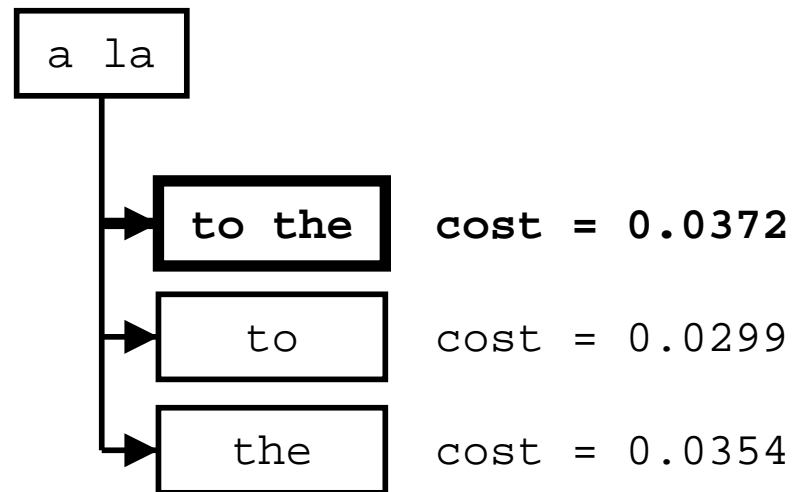 a la
to the cost = 0.0372
to cost = 0.0299
the cost = 0.0354